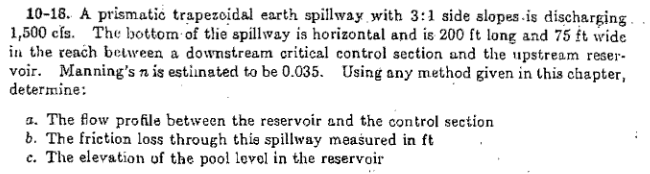 10-18. A prismatic trapezoidal earth spillway with 3:1 side slopes is discharging
1,500 cfs. The bottom of the spillway is horizontal and is 200 ft long and 75 ft wide
in the reach between a downstream critical control section and the upstream reser-
voir. Manning's n is estimated to be 0.035. Using any method given in this chapter,
determine:
a. The flow profile between the reservoir and the control section
b. The friction loss through this spillway measured in ft
c. The elevation of the pool level in the reservoir